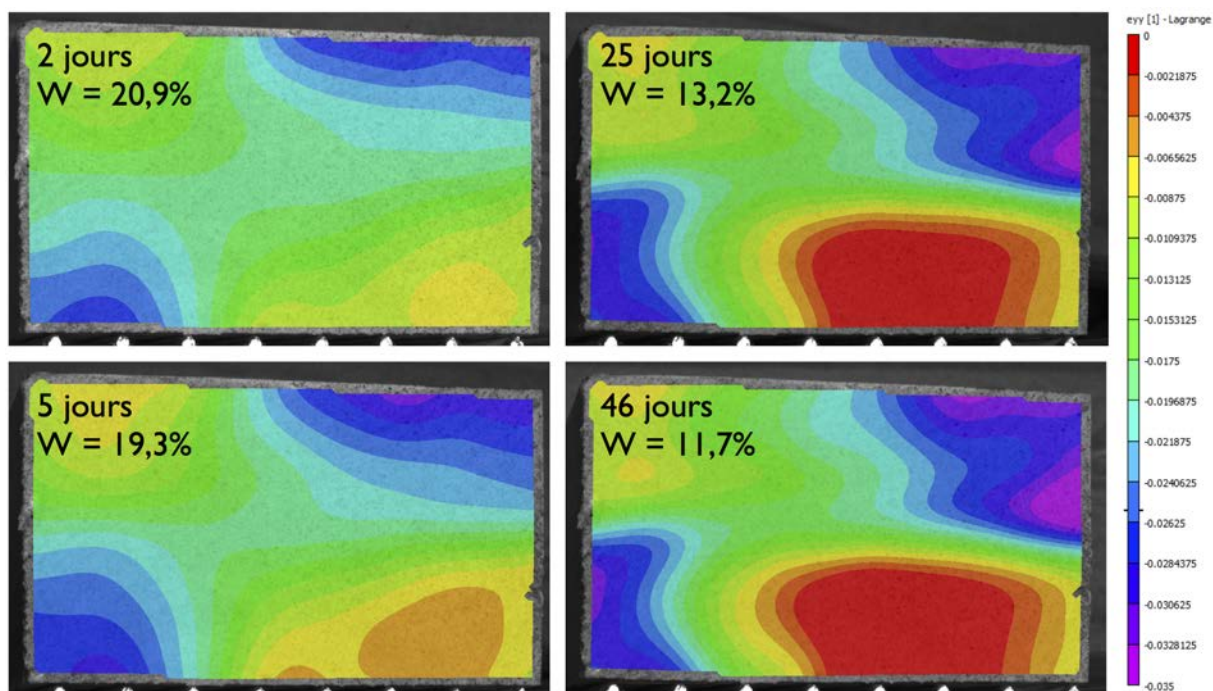 2 jours
W = 20,9%
25 jours
W = 13,2%
5 jours
W = 19,3%
46 jours
W = 11,7%
eyy [1] - Lagrange
0
-0.0021875
-0.004375
-0.0065625
-0.00875
-0.0109375
-0.013125
-0.0153125
-0.0175
-0.0196875
-0.021875
-0.0240625
-0.02625
-0.0284375
-0.030625
-0.0328125
-0.035